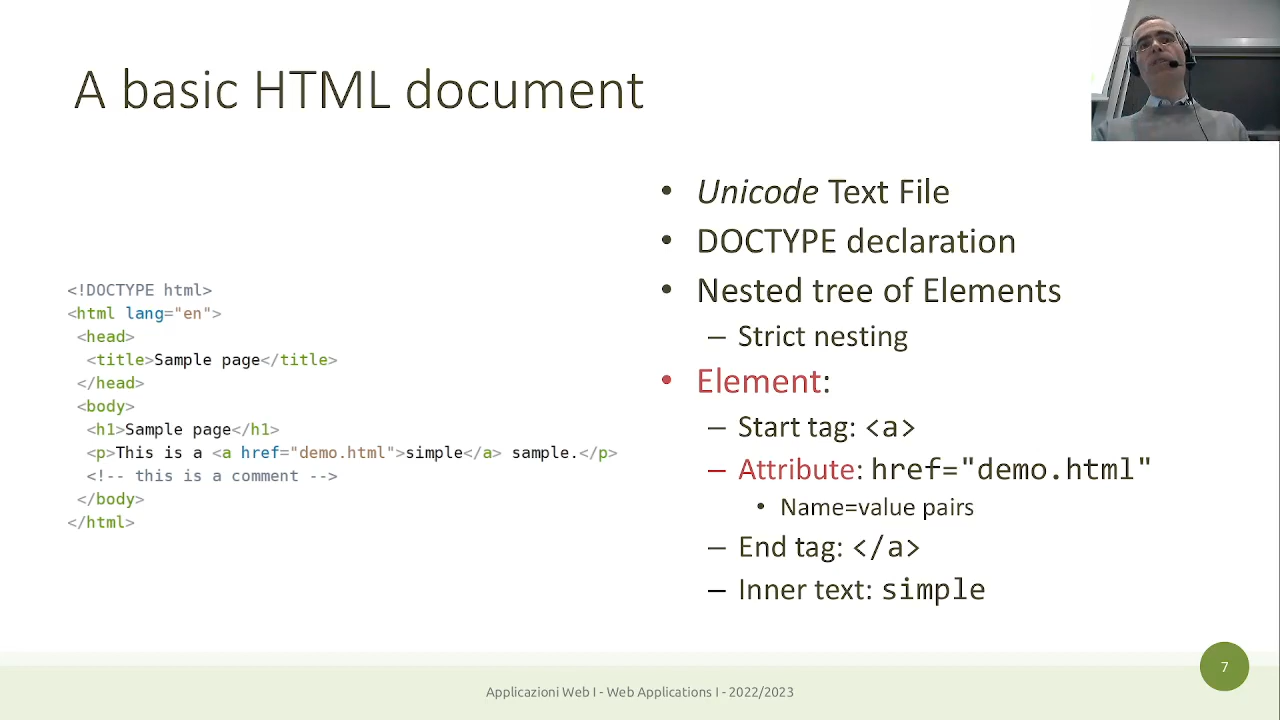 A basic HTML document
<!DOCTYPE html>
<html lang="en">
<head>
<title>Sample page</title>
</head>
<body>
<h1>Sample page</h1>
<p>This is a <a href="demo.html">simple</a> sample.</p>
<!-- this is a comment -->
</body>
</html>
• Unicode Text File
• DOCTYPE declaration
• Nested tree of Elements
– Strict nesting
• Element:
– Start tag: <a>
– Attribute: href="demo.html"
• Name=value pairs
– End tag: </a>
– Inner text: simple
7
Applicazioni Web I - Web Applications I - 2022/2023